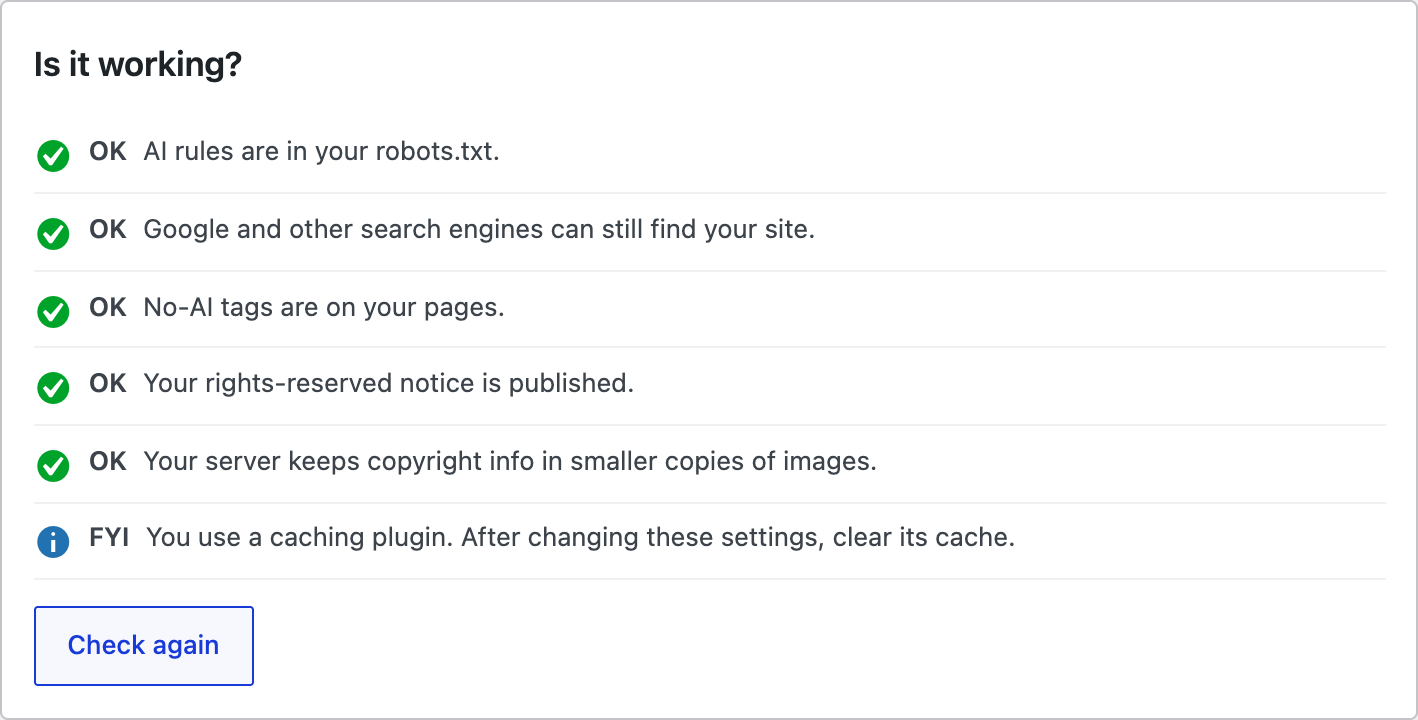 Is it working?
OK AI rules are in your robots.txt.
OK Google and other search engines can still find your site.
OK No-AI tags are on your pages.
OK Your rights-reserved notice is published.
OK Your server keeps copyright info in smaller copies of images.
FYI You use a caching plugin. After changing these settings, clear its cache.
Check again